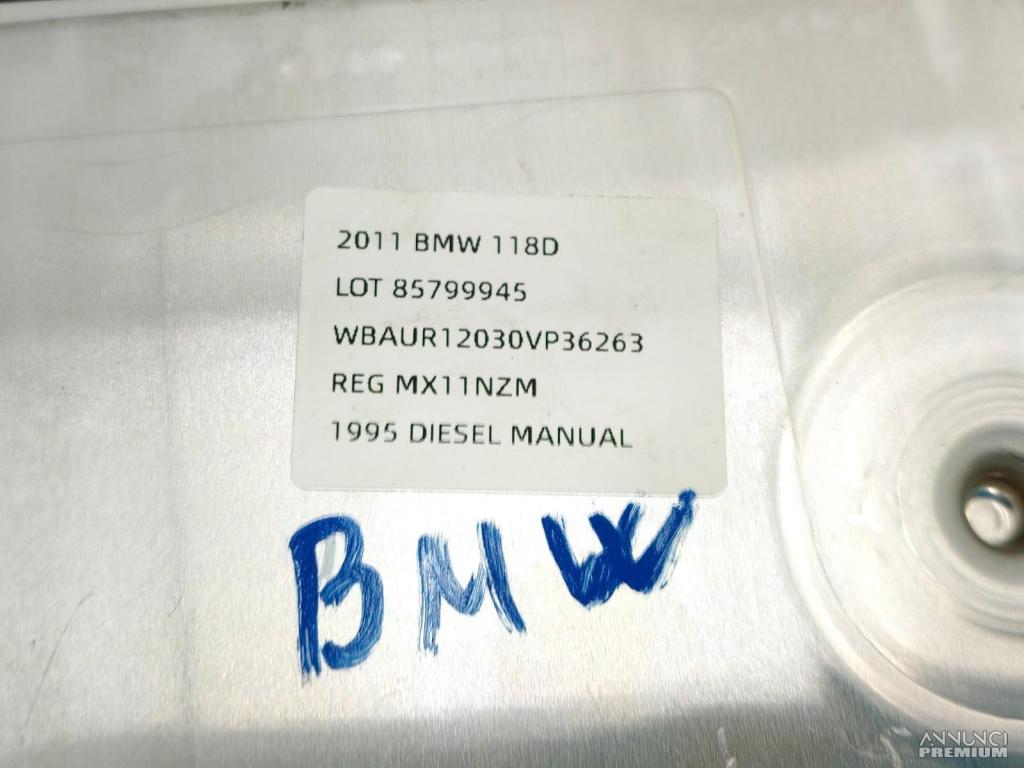 2011 BMW 118D
LOT 85799945
WBAUR12030VP36263
REG MX11NZM
1995 DIESEL MANUAL
BMW
ANNUNCI
PREMIUM